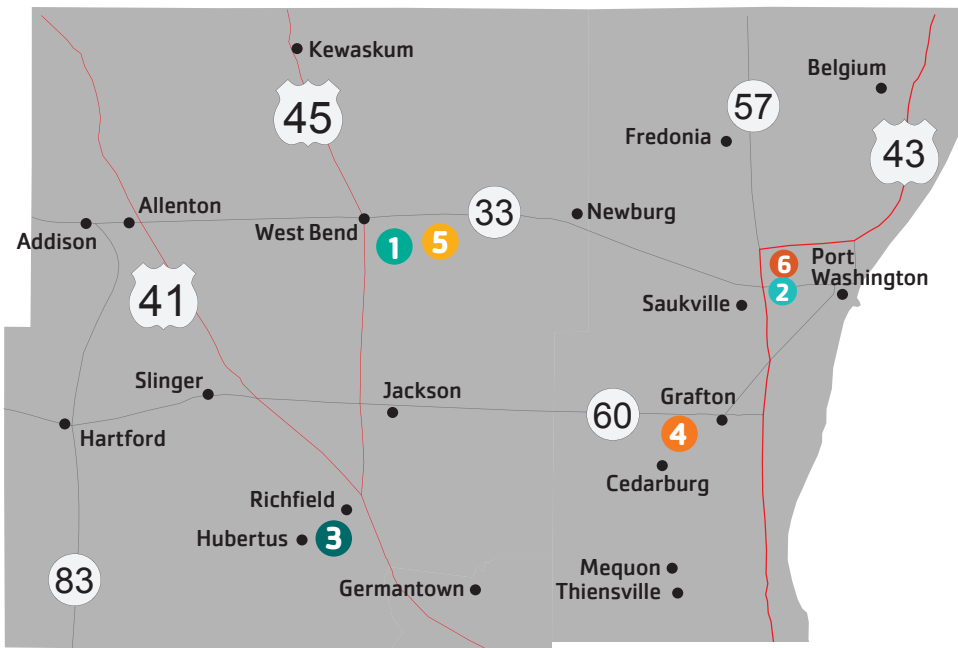 Kewaskum
Belgium
45
57
Fredonia
43
Allenton
33
Newburg
Addison
West Bend
1
5
6
Port
Washington
2
41
Saukville
Slinger
Jackson
Grafton
60
4
Hartford
Cedarburg
Richfield
Hubertus
3
83
Germantown
Mequon
Thiensville